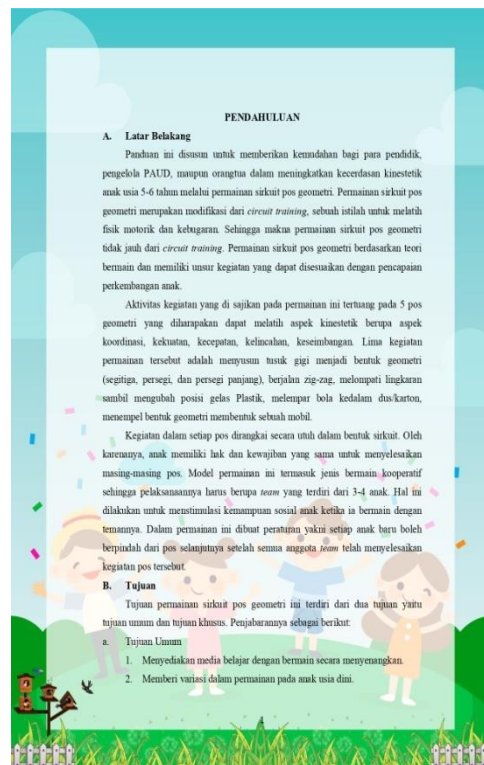 PENDAHULUAN
A. Latar Belakang
Panduan ini disusun untuk memberikan kemudahan bagi para pendidik,
pengelola PAUD, maupun orangtua dalam meningkatkan kecerdasan kinestetik
anak usia 5-6 tahun melalui permainan sirkuit pos geometri. Permainan sirkuit pos
geometri merupakan modifikasi dari circuit training, sebuah istilah untuk melatih
fisik motorik dan kebugaran. Sehingga makna permainan sirkuit pos geometri
tidak jauh dari circuit training. Permainan sirkuit pos geometri berdasarkan teori
bermain dan memiliki unsur kegiatan yang dapat disesuaikan dengan pencapaian
perkembangan anak.
Aktivitas kegiatan yang di sajikan pada permainan ini tertuang pada 5 pos
geometri yang diharapakan dapat melatih aspek kinestetik berupa aspek
koordinasi, kekuatan, kecepatan, kelincahan, keseimbangan. Lima kegiatan
permainan tersebut adalah menyusun tusuk gigi menjadi bentuk geometri
(segitiga, persegi, dan persegi panjang), berjalan zig-zag, melompati lingkaran
sambil mengubah posisi gelas Plastik, melempar bola kedalam dus/karton,
menempel bentuk geometri membentuk sebuah mobil.
Kegiatan dalam setiap pos dirangkai secara utuh dalam bentuk sirkuit. Oleh
karenanya, anak memiliki hak dan kewajiban yang sama untuk menyelesaikan
masing-masing pos. Model permainan ini termasuk jenis bermain kooperatif
sehingga pelaksanaannya harus berupa team yang terdiri dari 3-4 anak. Hal ini
dilakukan untuk menstimulasi kemampuan sosial anak ketika ia bermain dengan
temannya. Dalam permainan ini dibuat peraturan yakni setiap anak baru boleh
berpindah dari pos selanjutnya setelah semua anggota team telah menyelesaikan
kegiatan pos tersebut.
B. Tujuan
Tujuan permainan sirkuit pos geometri ini terdiri dari dua tujuan yaitu
tujuan umum dan tujuan khusus. Penjabarannya sebagai berikut:
a. Tujuan Umum
1. Menyediakan media belajar dengan bermain secara menyenangkan.
2. Memberi variasi dalam permainan pada anak usia dini.